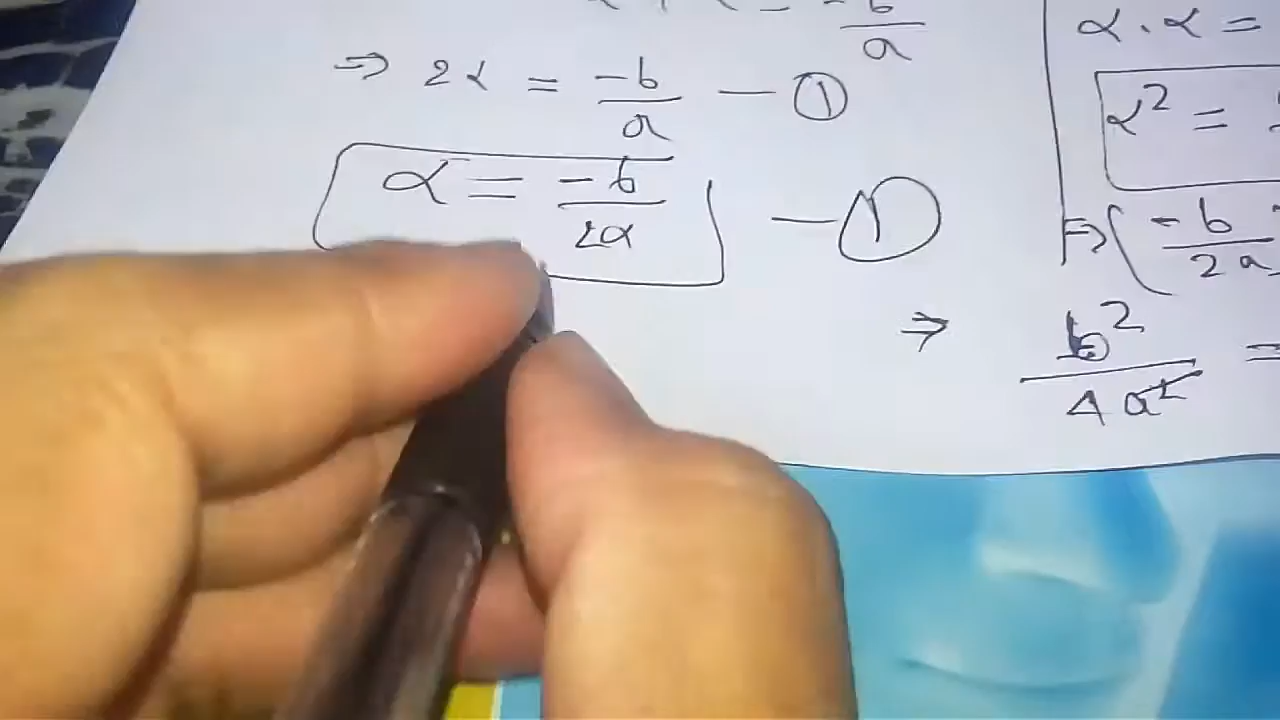 -b/a
⇒ 2α = -b/a — ①
α = -b/2a — ①
α . α =
α² =
⇒ (-b/2a
⇒ b²/4a² =